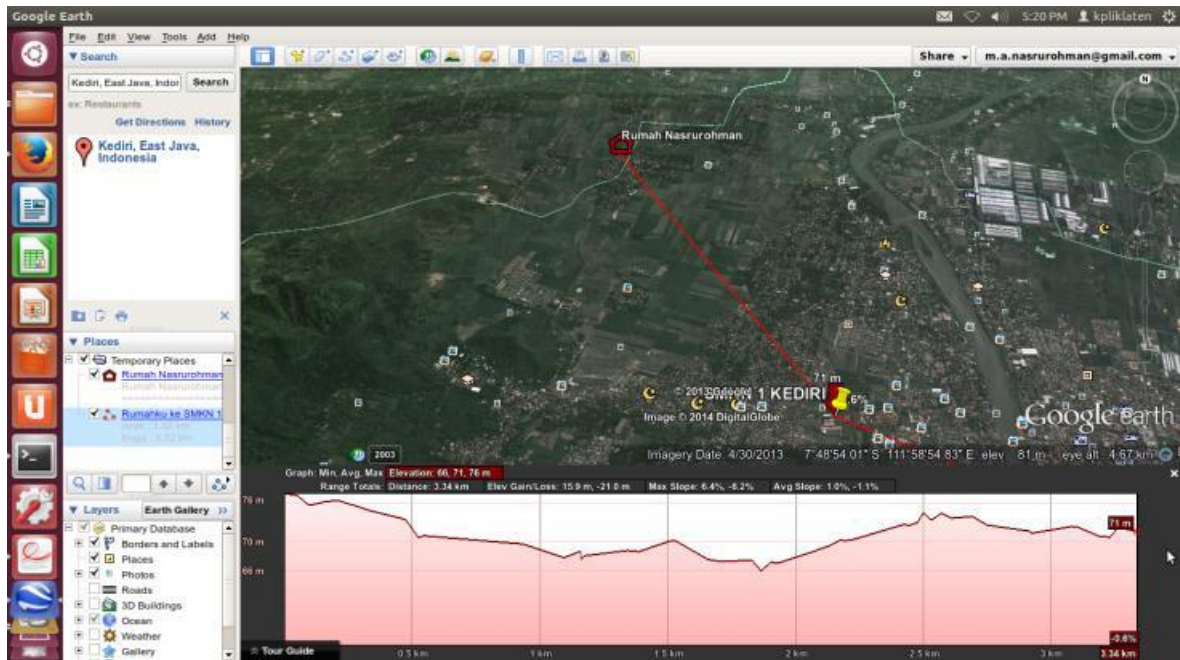 Google Earth
5:20 PM kpliklaten
File Edit View Tools Add Help
Search
Kediri, East Java, Indor Search
ex: Restaurants
Get Directions History
Kediri, East Java,
Indonesia
Places
Temporary Places
Rumah Nasrurohman
Rumah Nasrurohman
Rumahku ke SMKN 1
Layers Earth Gallery >>
Primary Database
Borders and Labels
Places
Photos
Roads
3D Buildings
Ocean
Weather
Gallery
Share m.a.nasrurohman@gmail.com
N
Rumah Nasrurohman
71 m
1 KEDIRI
Image © 2014 DigitalGlobe
Google earth
2003
Imagery Date: 4/30/2013 7°48'54.01" S 111°58'54.83" E elev 81 m eye alt 4.67 km
Graph: Min, Avg, Max Elevation: 66, 71, 76 m
Range Totals: Distance: 3.34 km Elev Gain/Loss: 15.9 m, -21.0 m Max Slope: 6.4%, -8.2% Avg Slope: 1.0%, -1.1%
76 m
70 m
66 m
71 m
-0.6%
Tour Guide
0.5 km 1 km 1.5 km 2 km 2.5 km 3 km 3.34 km